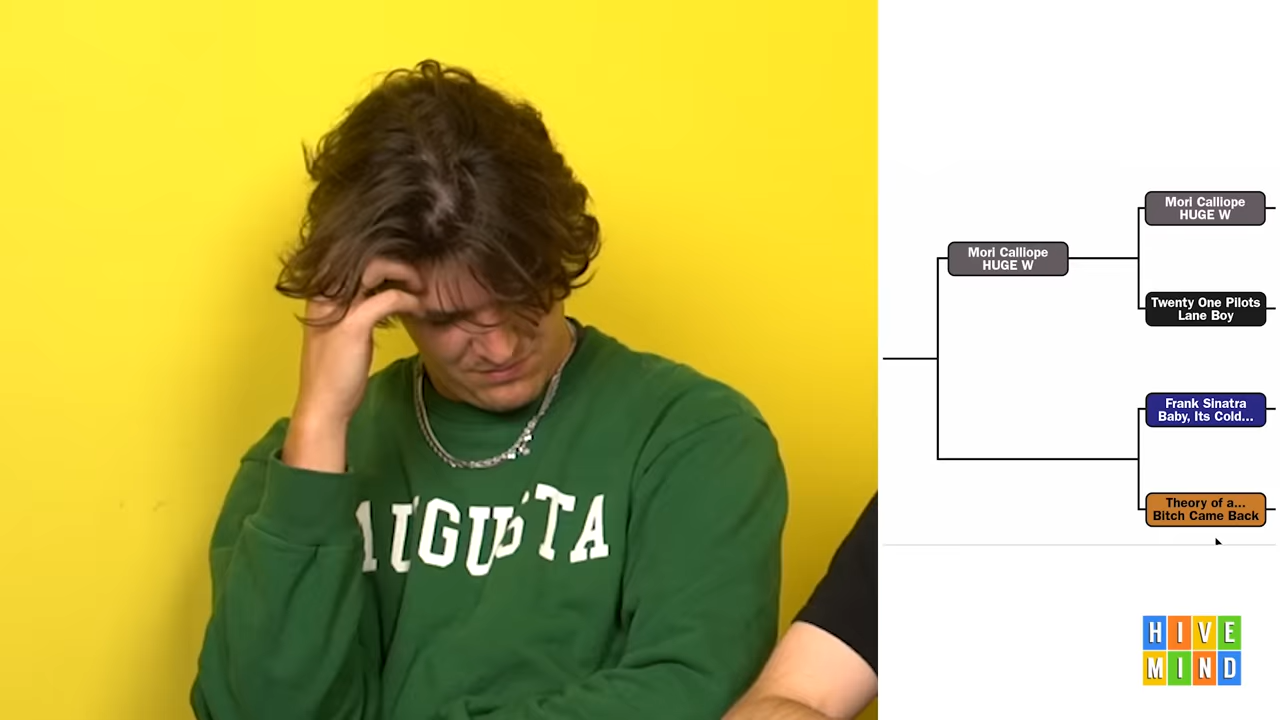 AUGUSTA
Mori Calliope
HUGE W
Mori Calliope
HUGE W
Twenty One Pilots
Lane Boy
Frank Sinatra
Baby, Its Cold...
Theory of a...
Bitch Came Back
HIVE
MIND